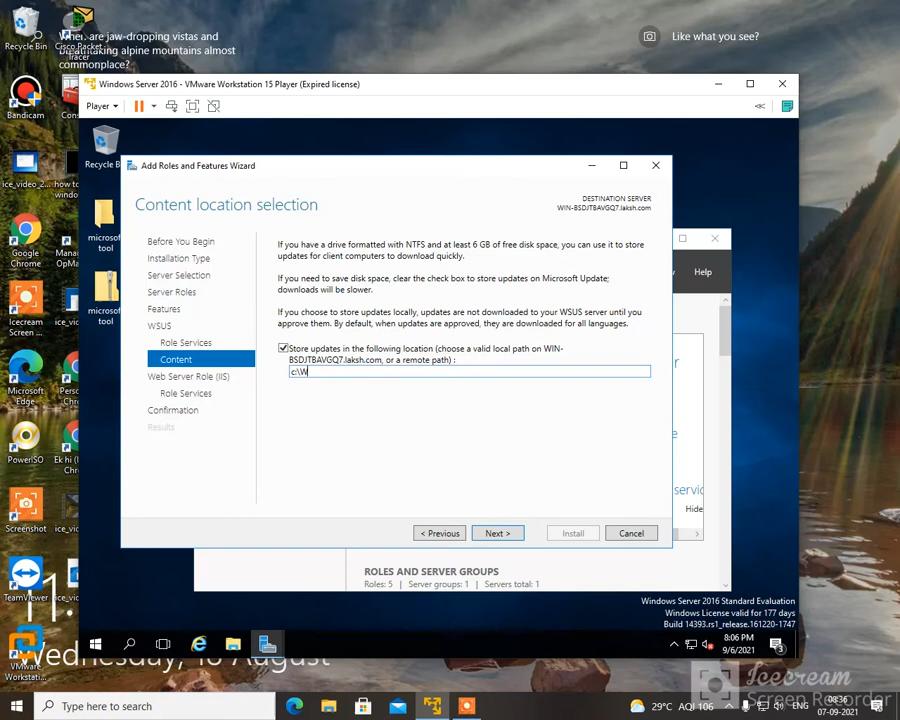 When are jaw-dropping vistas and
breathtaking alpine mountains almost
commonplace?
Like what you see?
Recycle Bin
Cisco Packet
Tracer
Bandicam
Google
Chrome
Icecream
Screen ...
Microsoft
Edge
PowerISO
Screenshot
TeamViewer
VMware
Workstati...
Windows Server 2016 - VMware Workstation 15 Player (Expired license)
Player
Recycle B
microsof
tool
microsof
tool
Add Roles and Features Wizard
Content location selection
DESTINATION SERVER
WIN-BSDJTBAVGQ7.laksh.com
Before You Begin
Installation Type
Server Selection
Server Roles
Features
WSUS
Role Services
Content
Web Server Role (IIS)
Role Services
Confirmation
Results
If you have a drive formatted with NTFS and at least 6 GB of free disk space, you can use it to store
updates for client computers to download quickly.
If you need to save disk space, clear the check box to store updates on Microsoft Update;
downloads will be slower.
If you choose to store updates locally, updates are not downloaded to your WSUS server until you
approve them. By default, when updates are approved, they are downloaded for all languages.
Store updates in the following location (choose a valid local path on WIN-
BSDJTBAVGQ7.laksh.com, or a remote path) :
c:\W
< Previous
Next >
Install
Cancel
Help
Hide
ROLES AND SERVER GROUPS
Roles: 5 | Server groups: 1 | Servers total: 1
Windows Server 2016 Standard Evaluation
Windows License valid for 177 days
Build 14393.rs1_release.161220-1747
8:06 PM
9/6/2021
3
Icecream
Screen Recorder
Type here to search
29°C AQI 106
08:36
07-09-2021